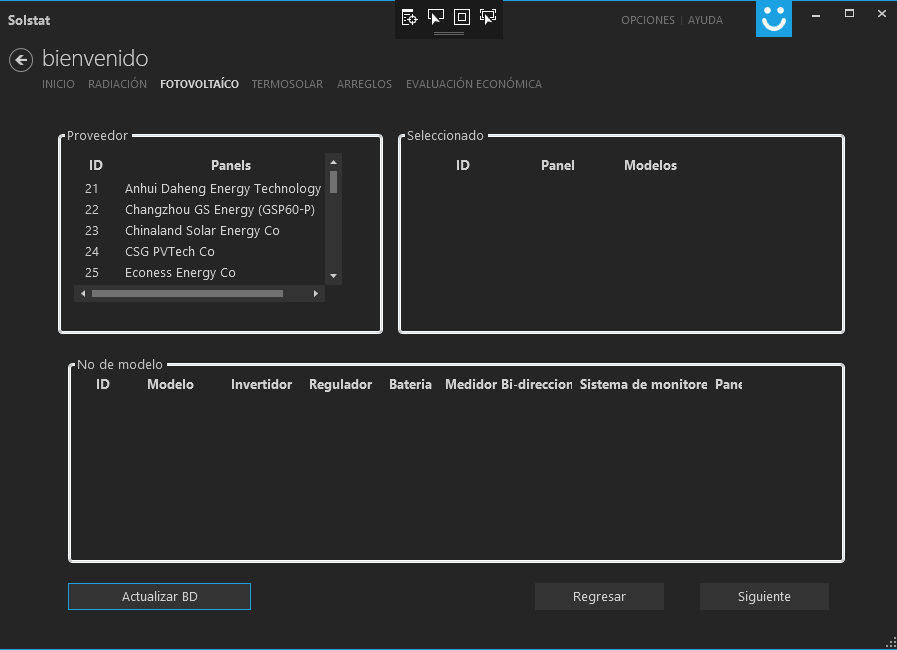 Solstat
OPCIONES | AYUDA
bienvenido
INICIO RADIACIÓN FOTOVOLTAÍCO TERMOSOLAR ARREGLOS EVALUACIÓN ECONÓMICA
Proveedor
ID Panels
21 Anhui Daheng Energy Technology
22 Changzhou GS Energy (GSP60-P)
23 Chinaland Solar Energy Co
24 CSG PVTech Co
25 Econess Energy Co
Seleccionado
ID Panel Modelos
No de modelo
ID Modelo Invertidor Regulador Bateria Medidor Bi-direccion Sistema de monitore Pane
Actualizar BD
Regresar
Siguiente